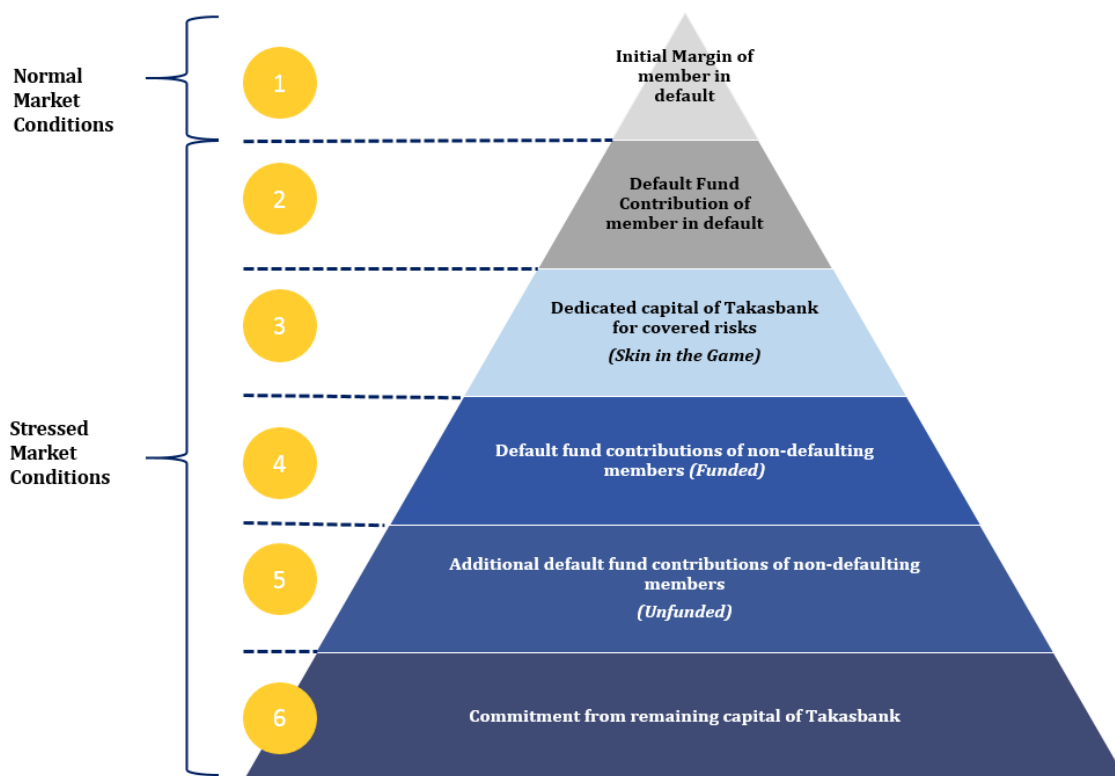 Normal
Market
Conditions
1
Initial Margin of
member in
default
2
Default Fund
Contribution of
member in default
3
Dedicated capital of Takasbank
for covered risks
(Skin in the Game)
Stressed
Market
Conditions
4
Default fund contributions of non-defaulting
members (Funded)
5
Additional default fund contributions of non-defaulting
members
(Unfunded)
6
Commitment from remaining capital of Takasbank